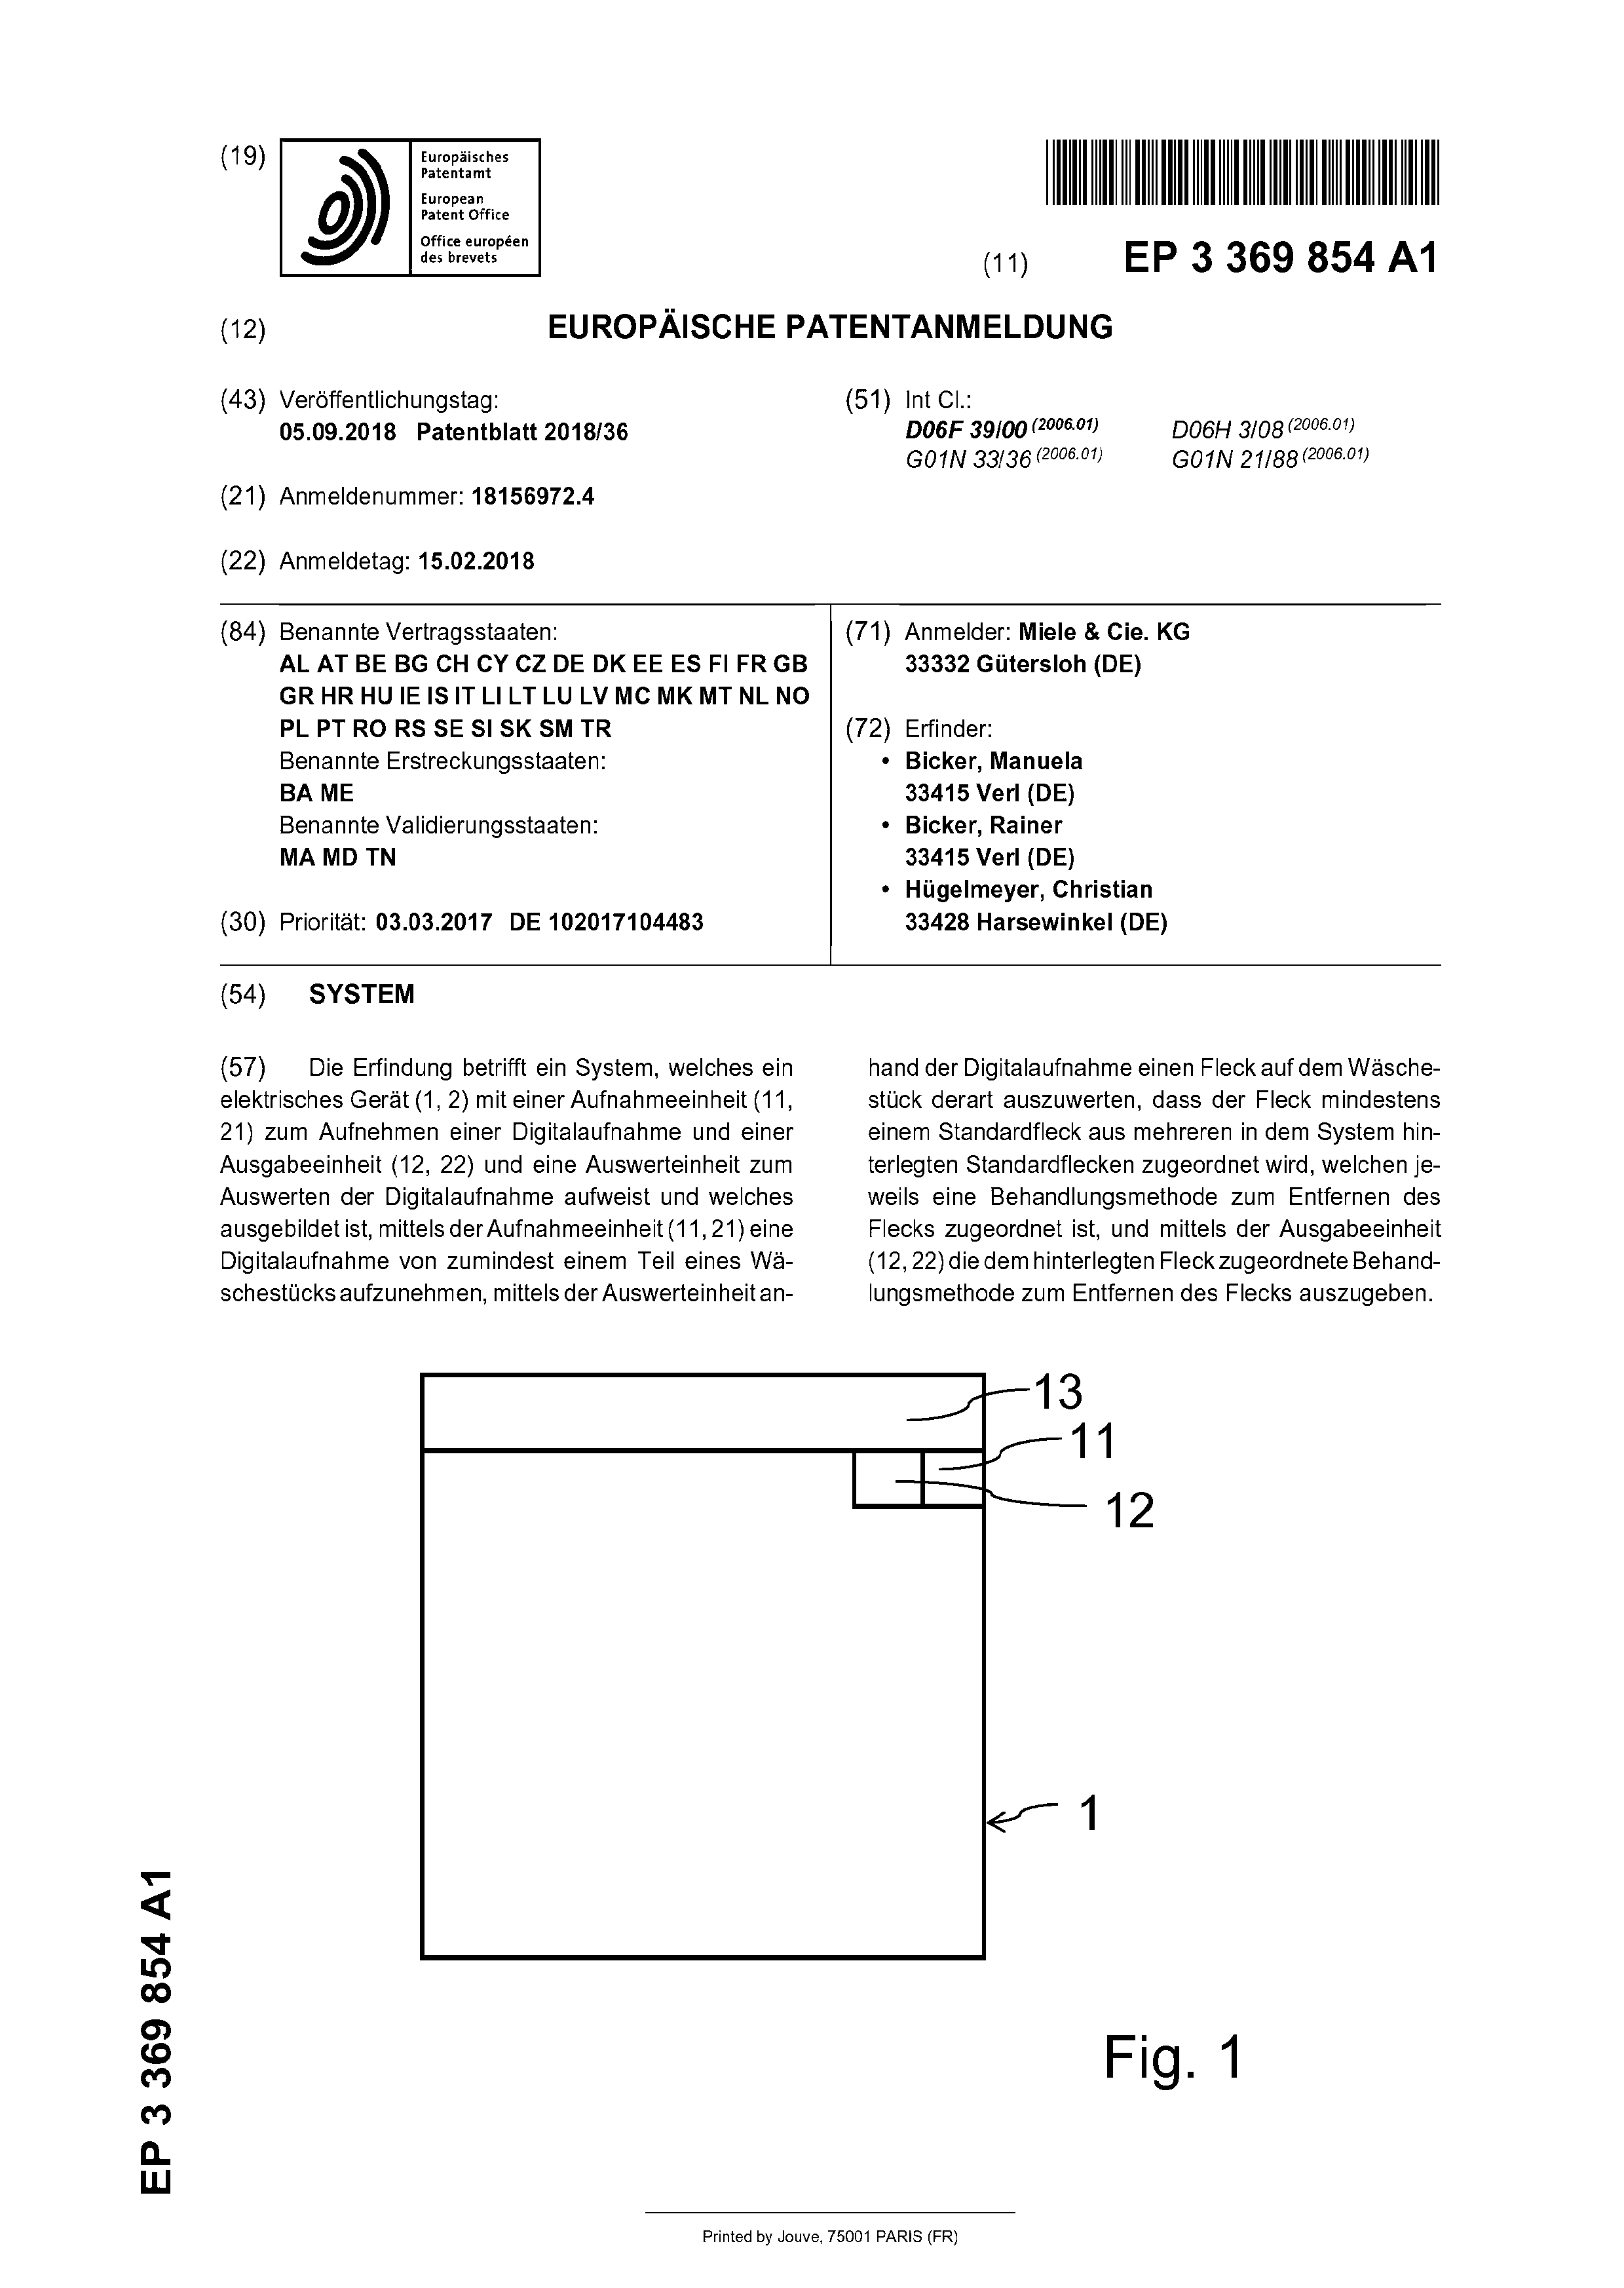 (19)
Europäisches
Patentamt
European
Patent Office
Office européen
des brevets
(11) EP 3 369 854 A1
(12) EUROPÄISCHE PATENTANMELDUNG
(43) Veröffentlichungstag:
05.09.2018 Patentblatt 2018/36
(21) Anmeldenummer: 18156972.4
(22) Anmeldetag: 15.02.2018
(51) Int Cl.:
D06F 39/00 (2006.01) D06H 3/08 (2006.01)
G01N 33/36 (2006.01) G01N 21/88 (2006.01)
(84) Benannte Vertragsstaaten:
AL AT BE BG CH CY CZ DE DK EE ES FI FR GB
GR HR HU IE IS IT LI LT LU LV MC MK MT NL NO
PL PT RO RS SE SI SK SM TR
Benannte Erstreckungsstaaten:
BA ME
Benannte Validierungsstaaten:
MA MD TN
(30) Priorität: 03.03.2017 DE 102017104483
(71) Anmelder: Miele & Cie. KG
33332 Gütersloh (DE)
(72) Erfinder:
• Bicker, Manuela
33415 Verl (DE)
• Bicker, Rainer
33415 Verl (DE)
• Hügelmeyer, Christian
33428 Harsewinkel (DE)
(54) SYSTEM
(57) Die Erfindung betrifft ein System, welches ein
elektrisches Gerät (1, 2) mit einer Aufnahmeeinheit (11,
21) zum Aufnehmen einer Digitalaufnahme und einer
Ausgabeeinheit (12, 22) und eine Auswerteinheit zum
Auswerten der Digitalaufnahme aufweist und welches
ausgebildet ist, mittels der Aufnahmeeinheit (11, 21) eine
Digitalaufnahme von zumindest einem Teil eines Wä-
schestücks aufzunehmen, mittels der Auswerteinheit an-
hand der Digitalaufnahme einen Fleck auf dem Wäsche-
stück derart auszuwerten, dass der Fleck mindestens
einem Standardfleck aus mehreren in dem System hin-
terlegten Standardflecken zugeordnet wird, welchen je-
weils eine Behandlungsmethode zum Entfernen des
Flecks zugeordnet ist, und mittels der Ausgabeeinheit
(12, 22) die dem hinterlegten Fleck zugeordnete Behand-
lungsmethode zum Entfernen des Flecks auszugeben.
13
11
12
1
Fig. 1
EP 3 369 854 A1
Printed by Jouve, 75001 PARIS (FR)